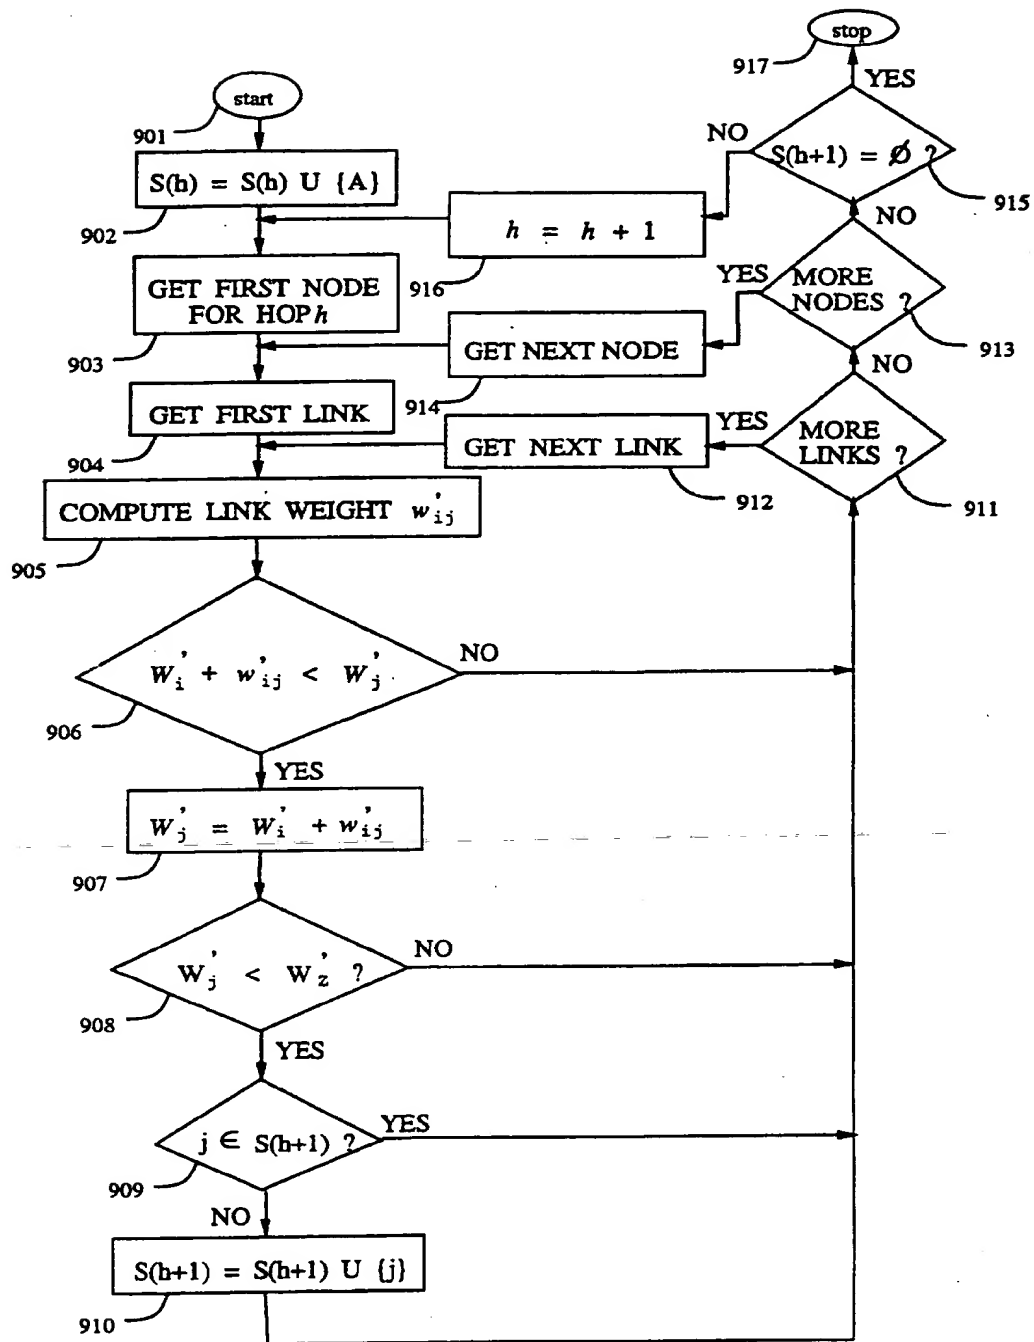 stop
917
YES
start
901
NO
S(h+1) = Ø ?
915
S(h) = S(h) U {A}
902
h = h + 1
916
NO
GET FIRST NODE
FOR HOP h
903
YES
MORE
NODES ?
913
GET NEXT NODE
914
NO
GET FIRST LINK
904
YES
GET NEXT LINK
912
MORE
LINKS ?
911
COMPUTE LINK WEIGHT w'ij
905
W'i + w'ij < W'j
NO
906
YES
W'j = W'i + w'ij
907
W'j < W'z ?
NO
908
YES
j ∈ S(h+1) ?
YES
909
NO
S(h+1) = S(h+1) U {j}
910